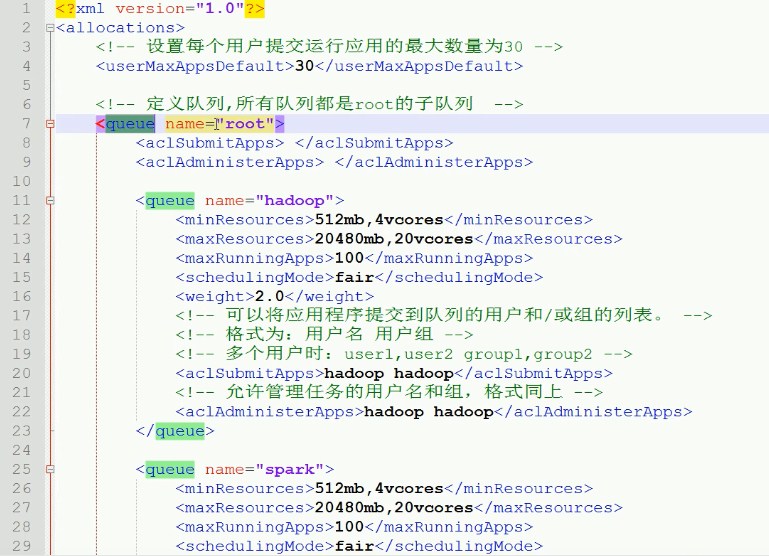 1 <?xml version="1.0"?>
2 <allocations>
3 <!-- 设置每个用户提交运行应用的最大数量为30 -->
4 <userMaxAppsDefault>30</userMaxAppsDefault>
5
6 <!-- 定义队列,所有队列都是root的子队列  -->
7 <queue name="root">
8 <aclSubmitApps> </aclSubmitApps>
9 <aclAdministerApps> </aclAdministerApps>
10
11 <queue name="hadoop">
12 <minResources>512mb,4vcores</minResources>
13 <maxResources>20480mb,20vcores</maxResources>
14 <maxRunningApps>100</maxRunningApps>
15 <schedulingMode>fair</schedulingMode>
16 <weight>2.0</weight>
17 <!-- 可以将应用程序提交到队列的用户和/或组的列表。 -->
18 <!-- 格式为：用户名 用户组 -->
19 <!-- 多个用户时：user1,user2 group1,group2 -->
20 <aclSubmitApps>hadoop hadoop</aclSubmitApps>
21 <!-- 允许管理任务的用户名和组，格式同上 -->
22 <aclAdministerApps>hadoop hadoop</aclAdministerApps>
23 </queue>
24
25 <queue name="spark">
26 <minResources>512mb,4vcores</minResources>
27 <maxResources>20480mb,20vcores</maxResources>
28 <maxRunningApps>100</maxRunningApps>
29 <schedulingMode>fair</schedulingMode>